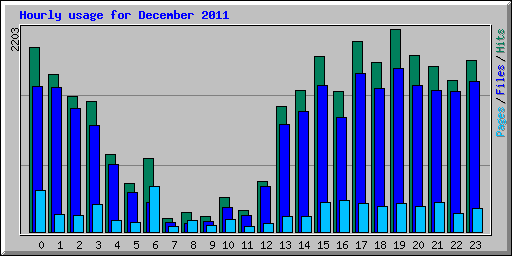 Hourly usage for December 2011
2203
Pages / Files / Hits
0 1 2 3 4 5 6 7 8 9 10 11 12 13 14 15 16 17 18 19 20 21 22 23